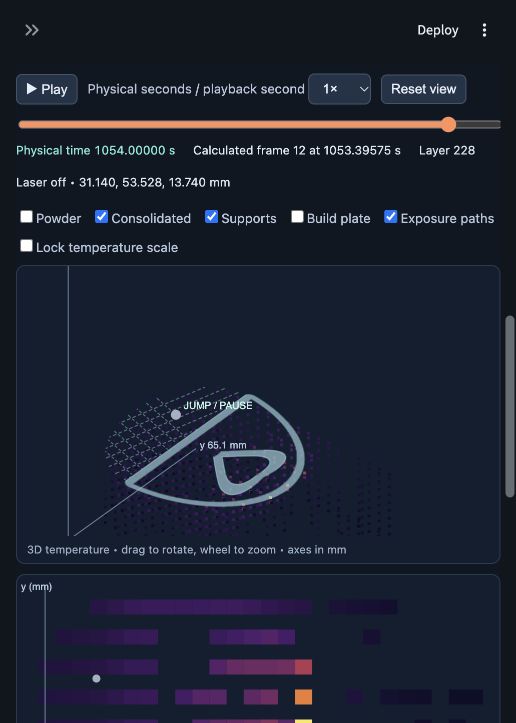 Deploy
Play Physical seconds / playback second 1× Reset view
Physical time 1054.00000 s Calculated frame 12 at 1053.39575 s Layer 228
Laser off • 31.140, 53.528, 13.740 mm
Powder Consolidated Supports Build plate Exposure paths
Lock temperature scale
JUMP / PAUSE
y 65.1 mm
3D temperature • drag to rotate, wheel to zoom • axes in mm
y (mm)